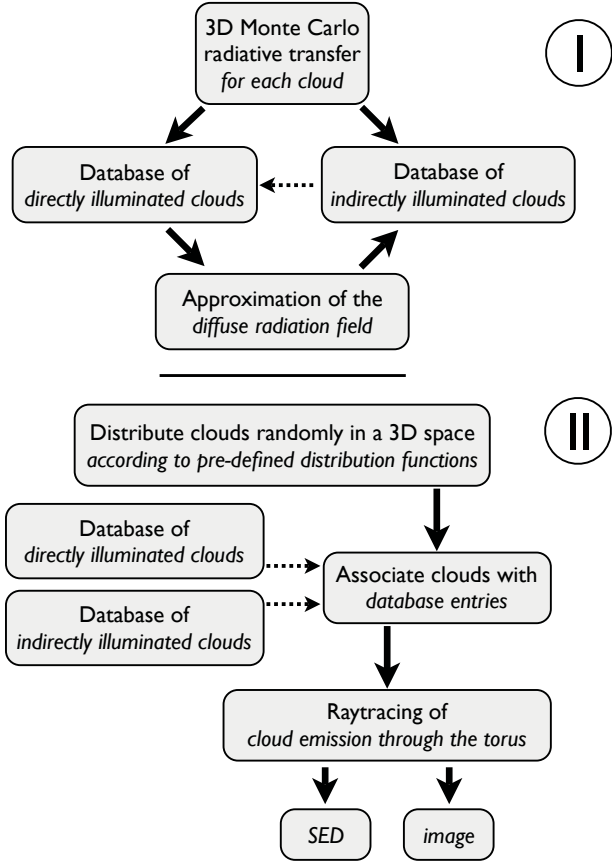 3D Monte Carlo
radiative transfer
for each cloud
I
Database of
directly illuminated clouds
Database of
indirectly illuminated clouds
Approximation of the
diffuse radiation field
II
Distribute clouds randomly in a 3D space
according to pre-defined distribution functions
Database of
directly illuminated clouds
Database of
indirectly illuminated clouds
Associate clouds with
database entries
Raytracing of
cloud emission through the torus
SED
image